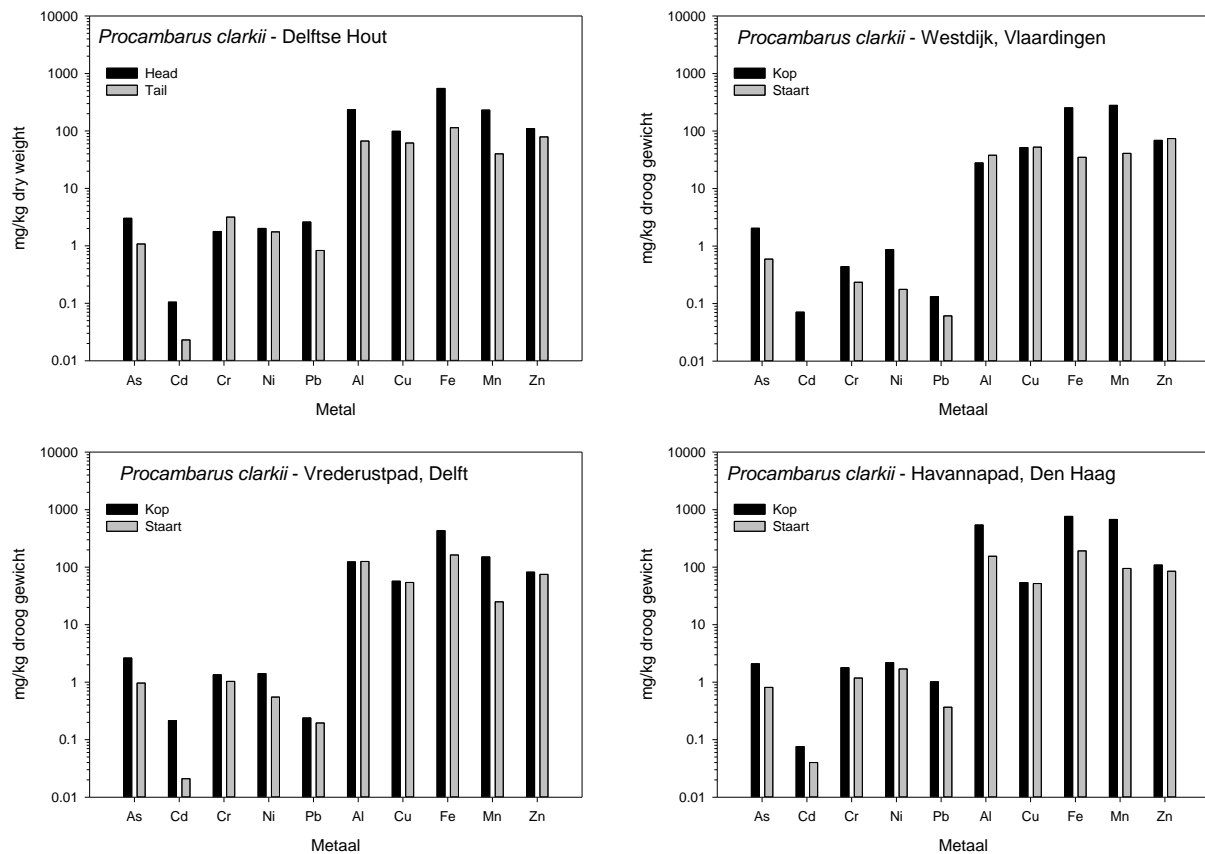 Procambarus clarkii - Delftse Hout
Head
Tail
10000
1000
100
10
1
0.1
0.01
mg/kg dry weight
As Cd Cr Ni Pb Al Cu Fe Mn Zn
Metal
Procambarus clarkii - Westdijk, Vlaardingen
Kop
Staart
10000
1000
100
10
1
0.1
0.01
mg/kg droog gewicht
As Cd Cr Ni Pb Al Cu Fe Mn Zn
Metaal
Procambarus clarkii - Vrederustpad, Delft
Kop
Staart
10000
1000
100
10
1
0.1
0.01
mg/kg droog gewicht
As Cd Cr Ni Pb Al Cu Fe Mn Zn
Metaal
Procambarus clarkii - Havannapad, Den Haag
Kop
Staart
10000
1000
100
10
1
0.1
0.01
mg/kg droog gewicht
As Cd Cr Ni Pb Al Cu Fe Mn Zn
Metaal